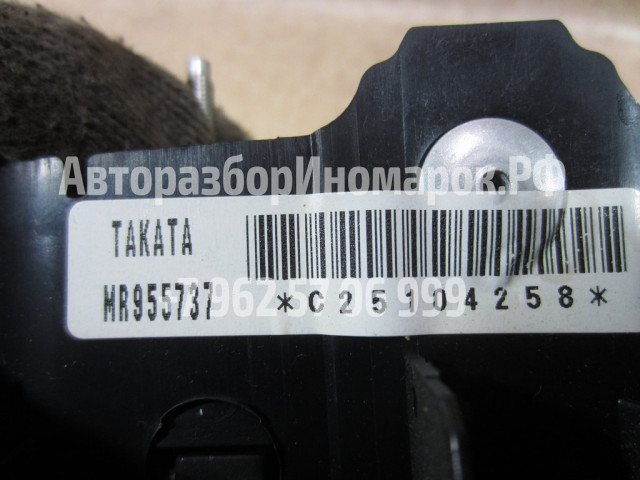 АвторазборИномарок.РФ
TAKATA
MR955737
*C25104258*